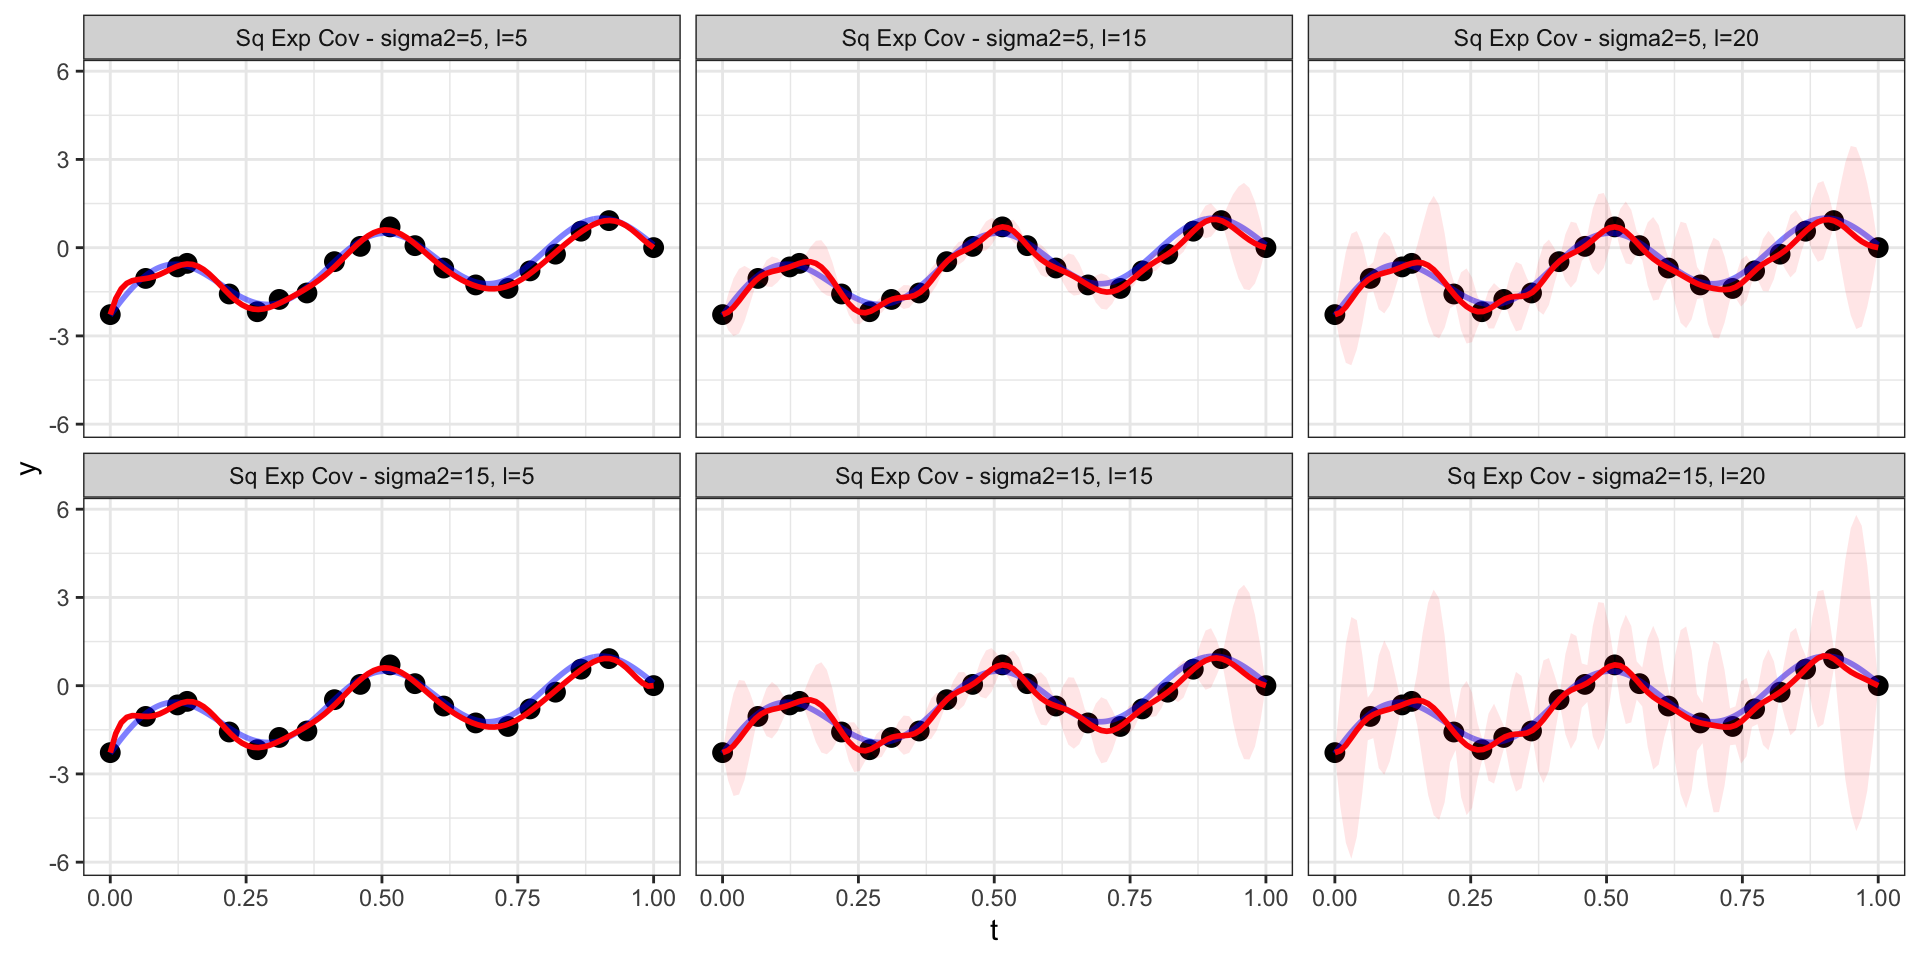 Sq Exp Cov - sigma2=5, l=5
Sq Exp Cov - sigma2=5, l=15
Sq Exp Cov - sigma2=5, l=20
6
3
0
-3
-6
y
Sq Exp Cov - sigma2=15, l=5
Sq Exp Cov - sigma2=15, l=15
Sq Exp Cov - sigma2=15, l=20
6
3
0
-3
-6
0.00 0.25 0.50 0.75 1.00
0.00 0.25 0.50 0.75 1.00
0.00 0.25 0.50 0.75 1.00
t